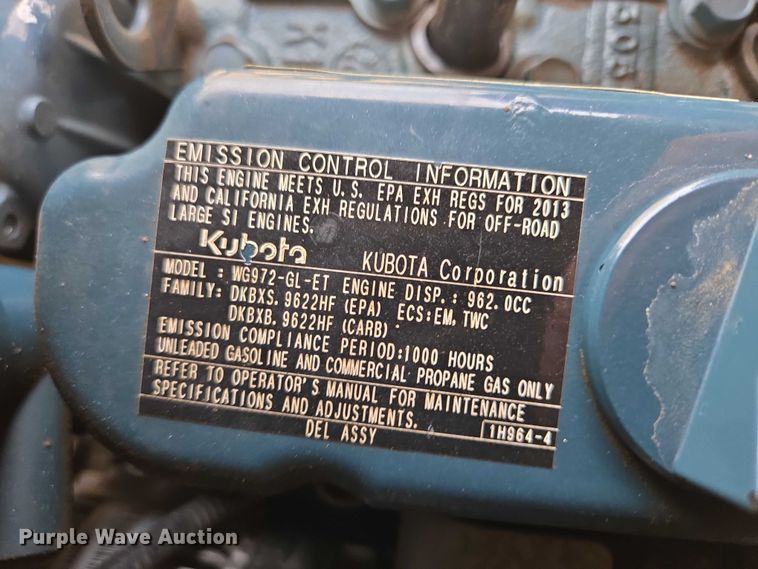 305
EMISSION CONTROL INFORMATION
THIS ENGINE MEETS U.S. EPA EXH REGS FOR 2013
AND CALIFORNIA EXH REGULATIONS FOR OFF-ROAD
LARGE SI ENGINES.
Kubota KUBOTA Corporation
MODEL : WG972-GL-ET ENGINE DISP.: 962.0CC
FAMILY: DKBXS.9622HF (EPA) ECS:EM,TWC
DKBXB.9622HF (CARB)
EMISSION COMPLIANCE PERIOD:1000 HOURS
UNLEADED GASOLINE AND COMMERCIAL PROPANE GAS ONLY
REFER TO OPERATOR'S MANUAL FOR MAINTENANCE
SPECIFICATIONS AND ADJUSTMENTS.
DEL ASSY 1H964-4
Purple Wave Auction